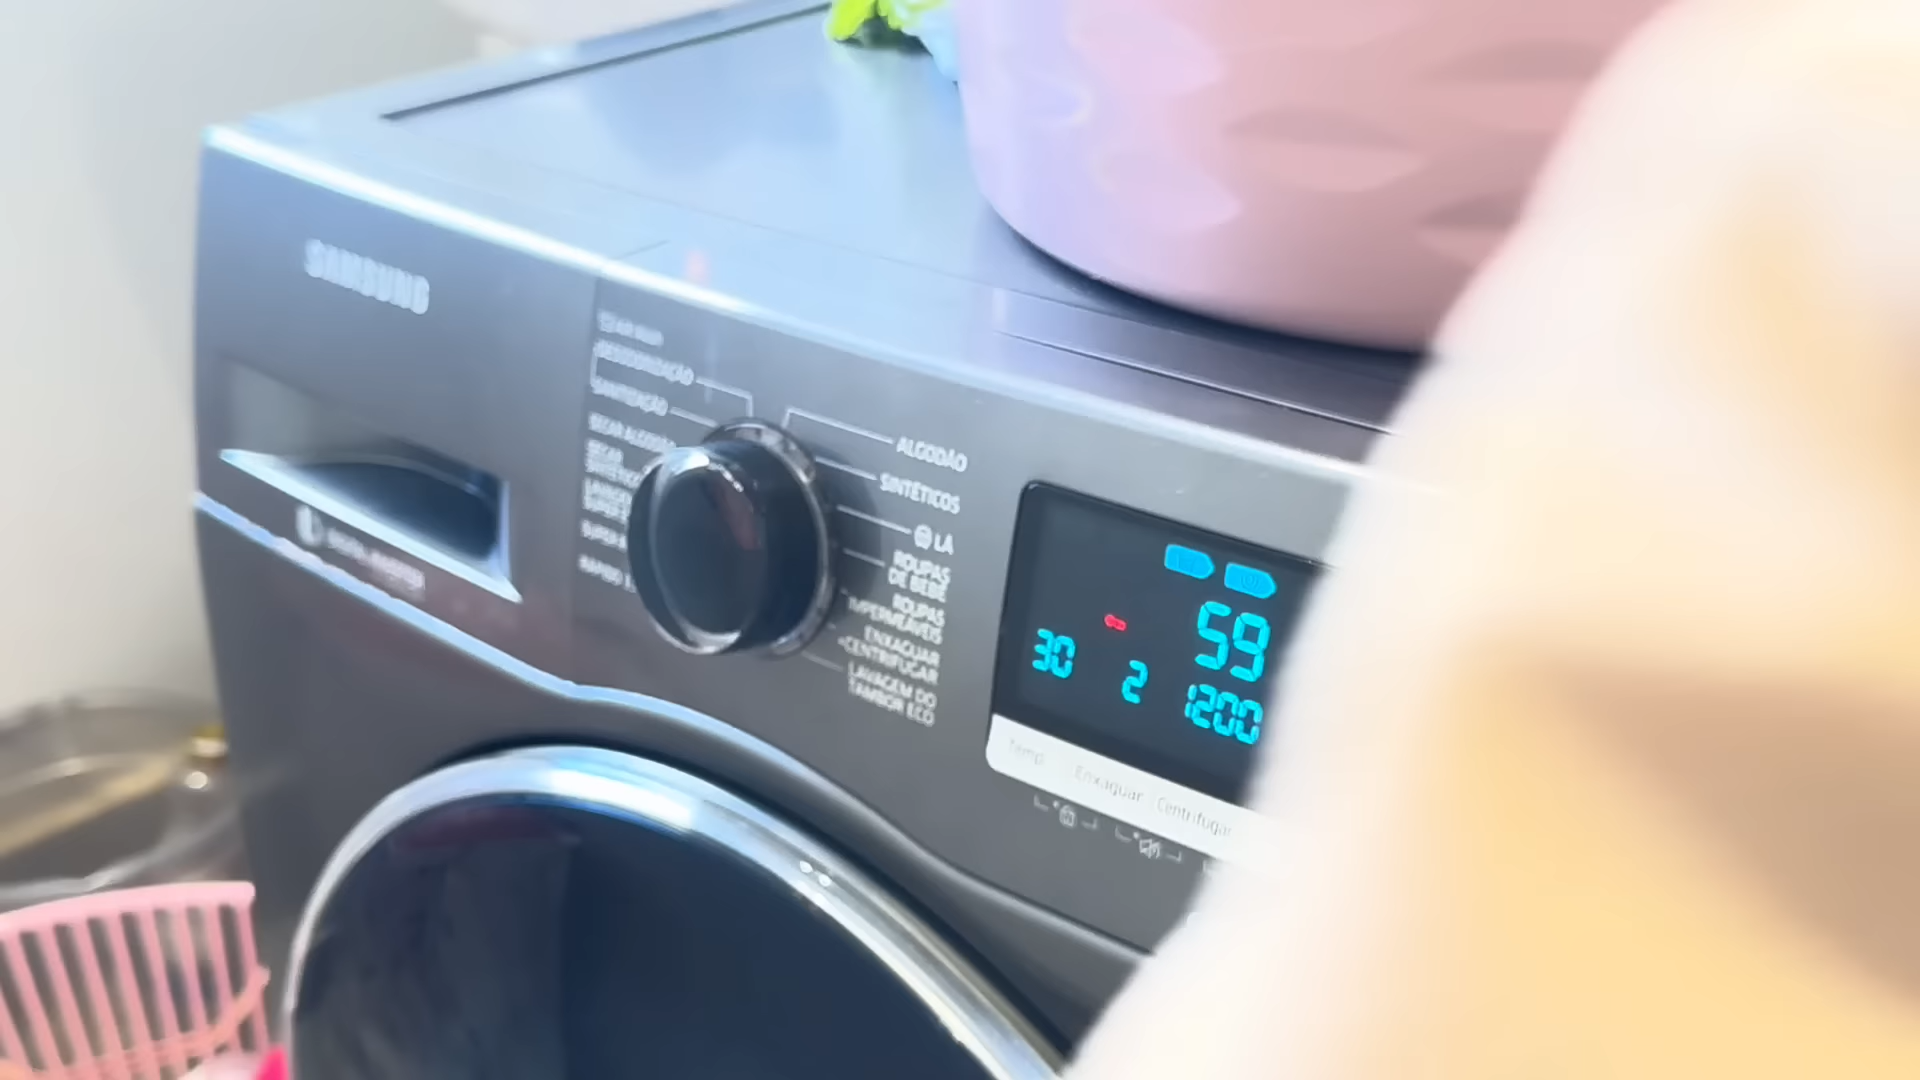 SAMSUNG
DESODORIZAÇÃO
SANITIZAÇÃO
SECAR ALGODÃO
SECAR
ALGODÃO
SINTÉTICOS
LÃ
ROUPAS
DE BEBÊ
ROUPAS
IMPERMEÁVEIS
ENXAGUAR
+CENTRIFUGAR
LAVAGEM DO
TAMBOR ECO
59
30
2
1200
Temp.
Enxaguar
Centrifugar